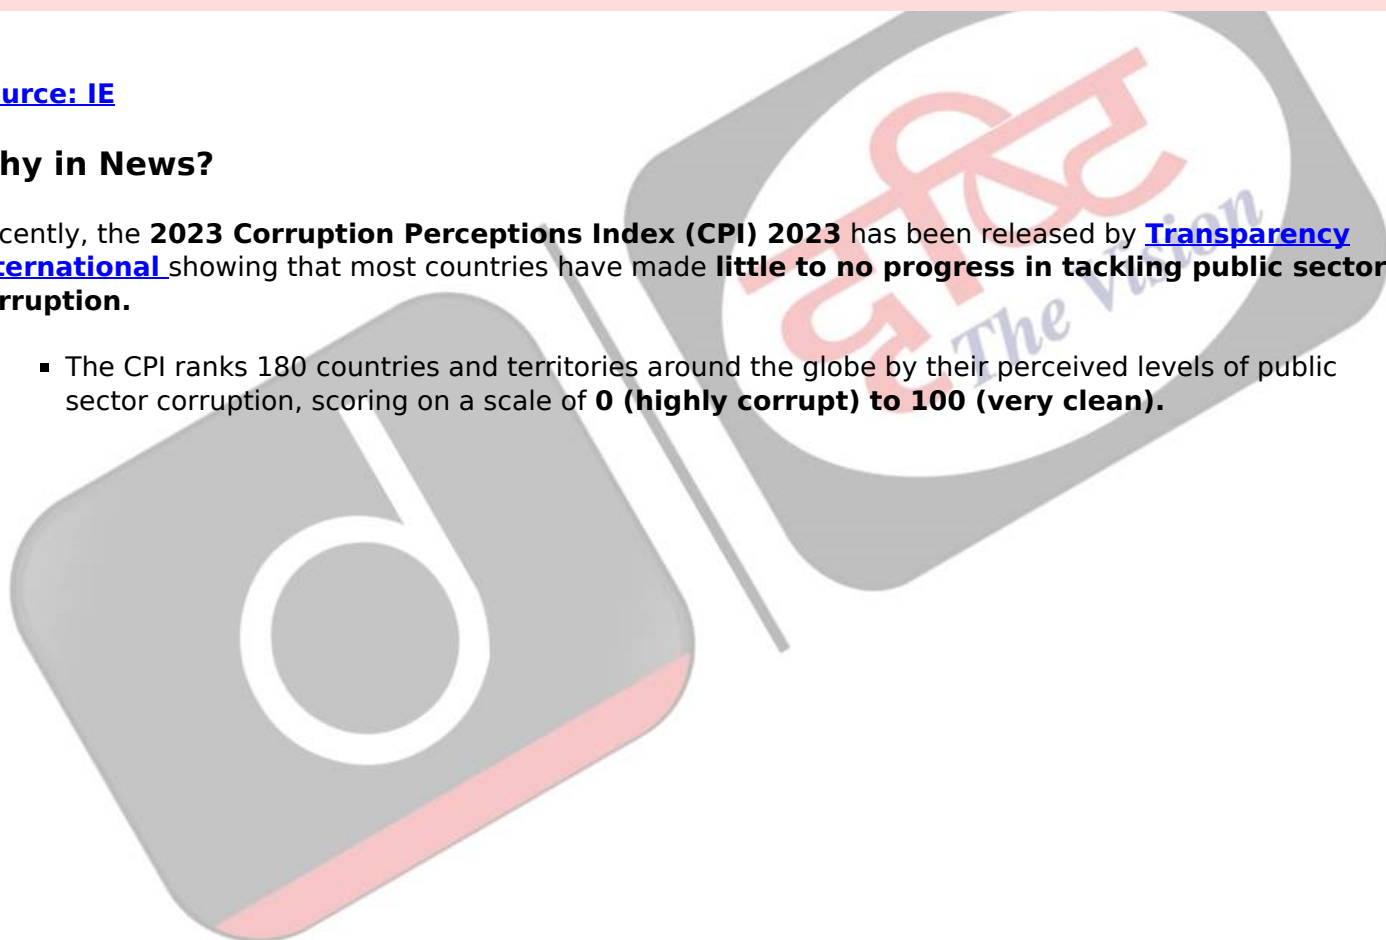 urce: IE
hy in News?
cently, the 2023 Corruption Perceptions Index (CPI) 2023 has been released by Transparency
ternational showing that most countries have made little to no progress in tackling public sector
rruption.
▪ The CPI ranks 180 countries and territories around the globe by their perceived levels of public
sector corruption, scoring on a scale of 0 (highly corrupt) to 100 (very clean).
दृष्टि
The Vision
d